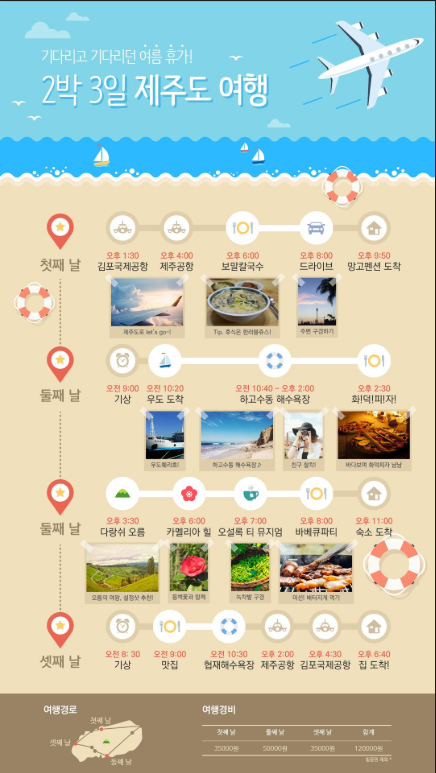 기다리고 기다리던 여름 휴가!
2박 3일 제주도 여행
첫째 날
오후 1:30
김포국제공항
오후 4:00
제주공항
오후 6:00
보말칼국수
오후 8:00
드라이브
오후 9:50
망고펜션 도착
제주도로 let's go~!
Tip. 후식은 한라봉쥬스!
주변 구경하기
둘째 날
오전 9:00
기상
오전 10:20
우도 도착
오전 10:40 ~ 오후 2:00
하고수동 해수욕장
오후 2:30
화!덕!피!자!
우도페리호!
하고수동 해수욕장♪
친구 찰칵!
바다보며 화덕피자 냠냠
둘째 날
오후 3:30
다랑쉬 오름
오후 6:00
카멜리아 힐
오후 7:00
오설록 티 뮤지엄
오후 8:00
바베큐파티
오후 11:00
숙소 도착
오름의 여왕, 설정샷 추천!
동백꽃과 함께
녹차밭 구경
미션! 배터지게 먹기
셋째 날
오전 8:30
기상
오전 9:00
맛집
오전 10:30
협재해수욕장
오후 2:00
제주공항
오후 4:30
김포국제공항
오후 6:40
집 도착!
여행경로
첫째 날
셋째 날
둘째 날
여행경비
첫째 날 둘째 날 셋째 날 합계
35000원 50000원 35000원 120000원